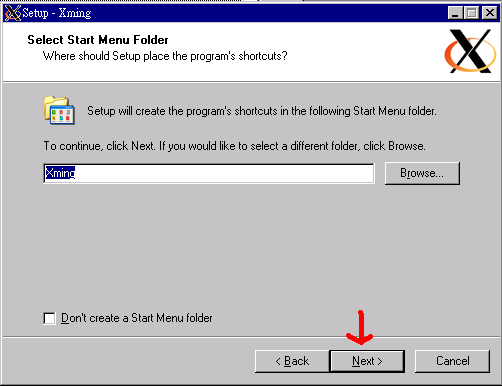 Setup - Xming
Select Start Menu Folder
Where should Setup place the program's shortcuts?
Setup will create the program's shortcuts in the following Start Menu folder.
To continue, click Next. If you would like to select a different folder, click Browse.
Xming
Browse...
Don't create a Start Menu folder
< Back
Next >
Cancel